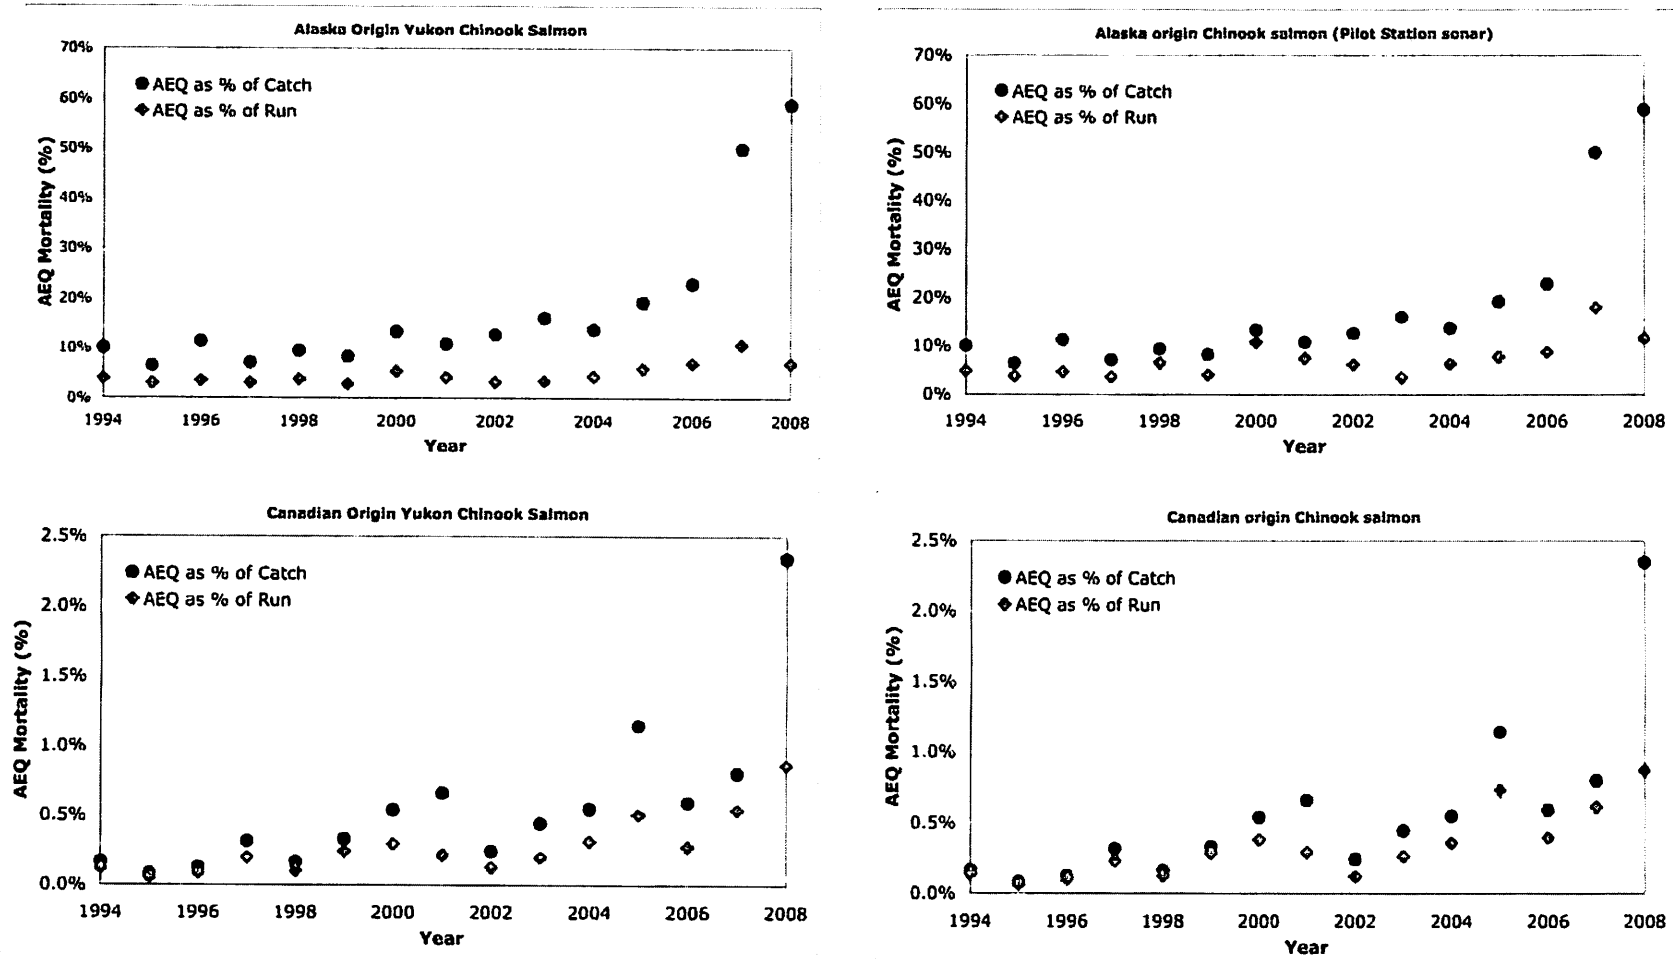 Alaska Origin Yukon Chinook Salmon
70%
60%
50%
40%
30%
20%
10%
0%
AEQ Mortality (%)
AEQ as % of Catch
AEQ as % of Run
1994 1996 1998 2000 2002 2004 2006 2008
Year
Alaska origin Chinook salmon (Pilot Station sonar)
70%
60%
50%
40%
30%
20%
10%
0%
AEQ Mortality (%)
AEQ as % of Catch
AEQ as % of Run
1994 1996 1998 2000 2002 2004 2006 2008
Year
Canadian Origin Yukon Chinook Salmon
2.5%
2.0%
1.5%
1.0%
0.5%
0.0%
AEQ Mortality (%)
AEQ as % of Catch
AEQ as % of Run
1994 1996 1998 2000 2002 2004 2006 2008
Year
Canadian origin Chinook salmon
2.5%
2.0%
1.5%
1.0%
0.5%
0.0%
AEQ Mortality (%)
AEQ as % of Catch
AEQ as % of Run
1994 1996 1998 2000 2002 2004 2006 2008
Year